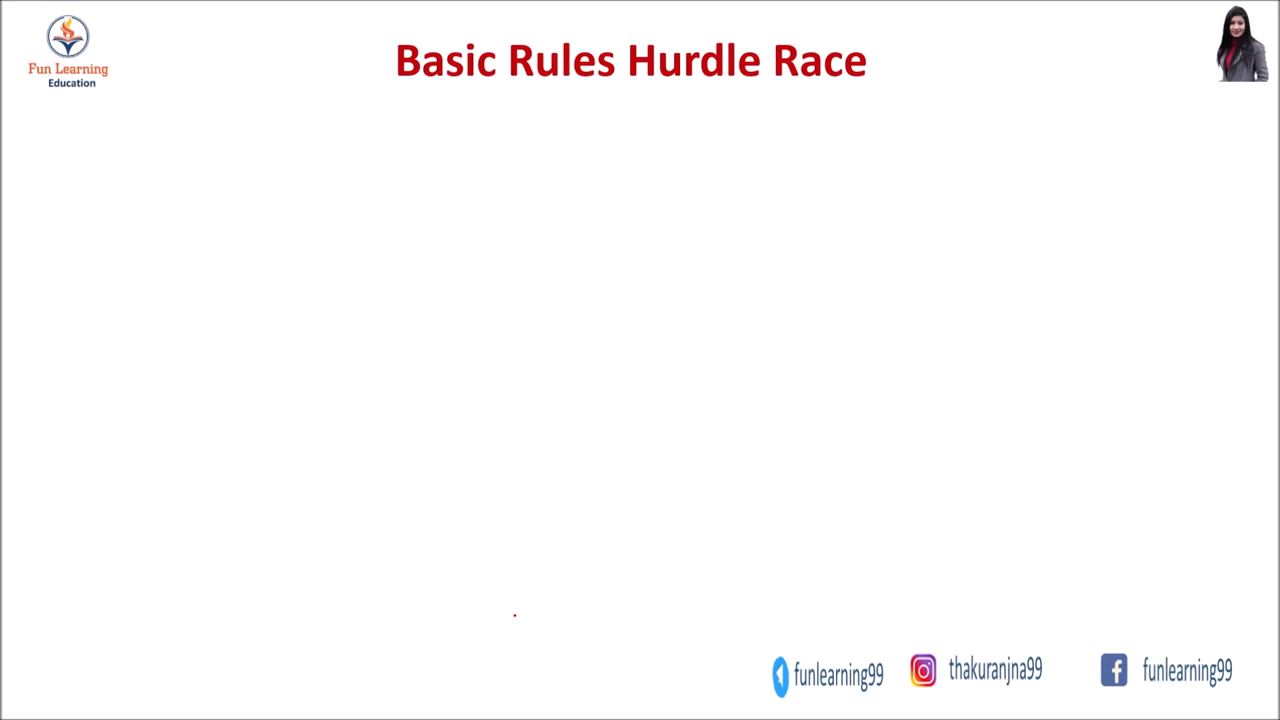 Basic Rules Hurdle Race
Fun Learning
Education
funlearning99
thakuranjna99
funlearning99